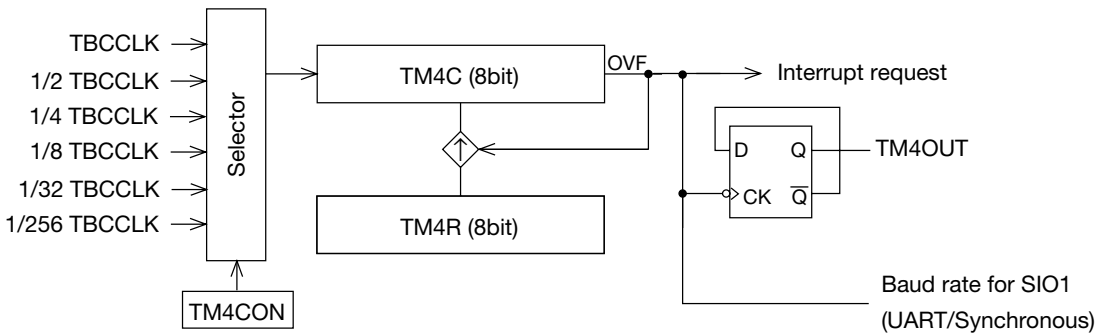 TBCCLK
1/2 TBCCLK
1/4 TBCCLK
1/8 TBCCLK
1/32 TBCCLK
1/256 TBCCLK
Selector
TM4CON
TM4C (8bit)
OVF
TM4R (8bit)
Interrupt request
D Q
CK Q̅
TM4OUT
Baud rate for SIO1
(UART/Synchronous)